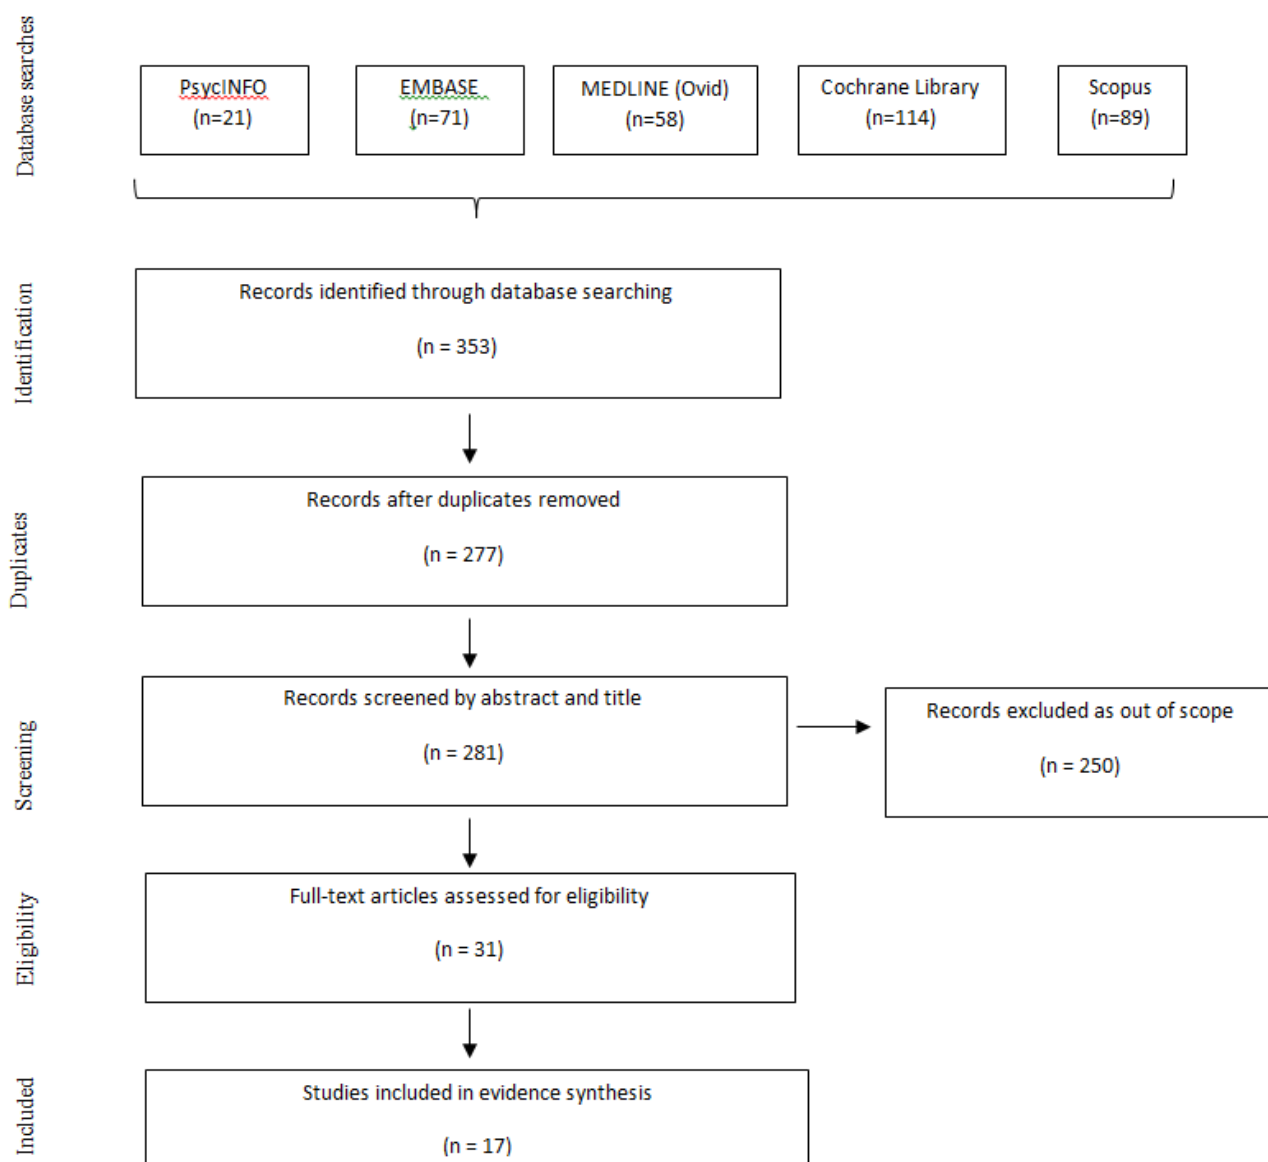 Database searches
PsycINFO
(n=21)
EMBASE
(n=71)
MEDLINE (Ovid)
(n=58)
Cochrane Library
(n=114)
Scopus
(n=89)
Identification
Records identified through database searching
(n = 353)
Duplicates
Records after duplicates removed
(n = 277)
Screening
Records screened by abstract and title
(n = 281)
Records excluded as out of scope
(n = 250)
Eligibility
Full-text articles assessed for eligibility
(n = 31)
Included
Studies included in evidence synthesis
(n = 17)